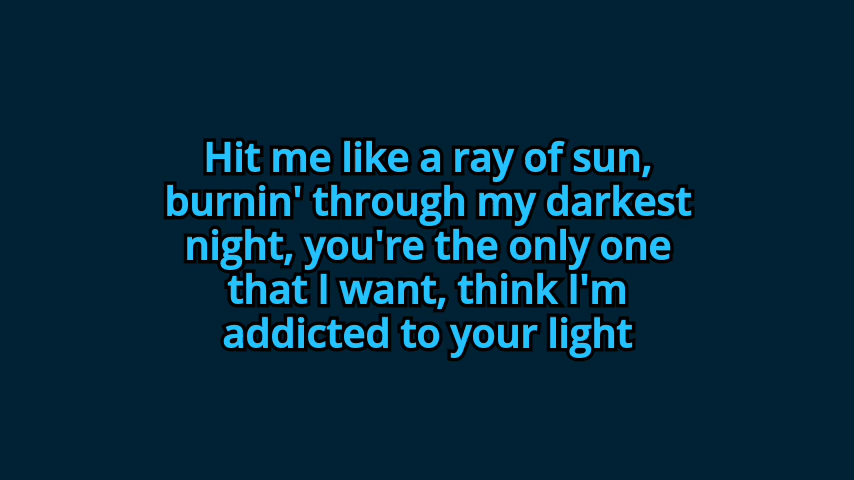 Hit me like a ray of sun,
burnin' through my darkest
night, you're the only one
that I want, think I'm
addicted to your light